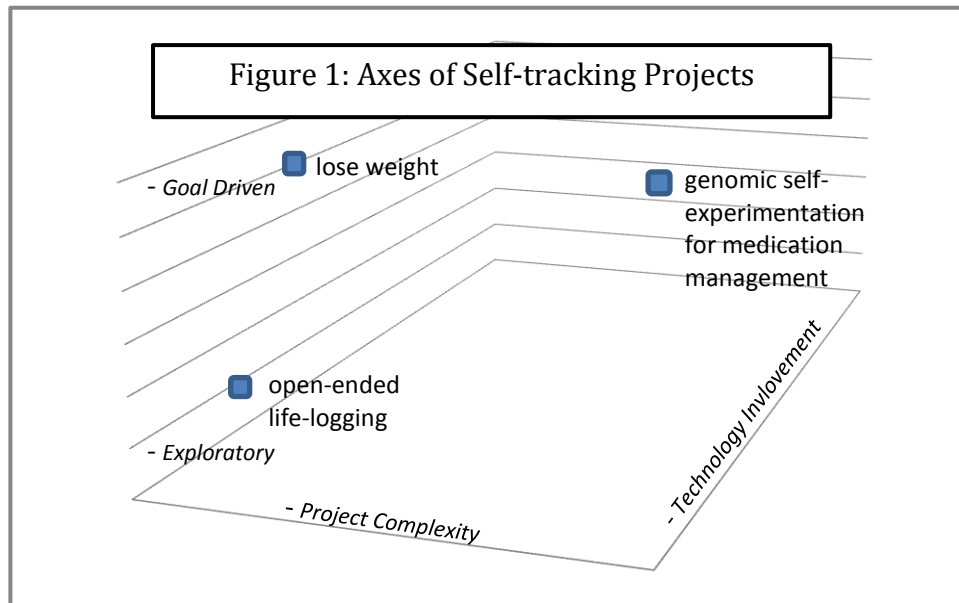 Figure 1: Axes of Self-tracking Projects
- Goal Driven
lose weight
genomic self-
experimentation
for medication
management
open-ended
life-logging
- Exploratory
- Project Complexity
- Technology Invlovement